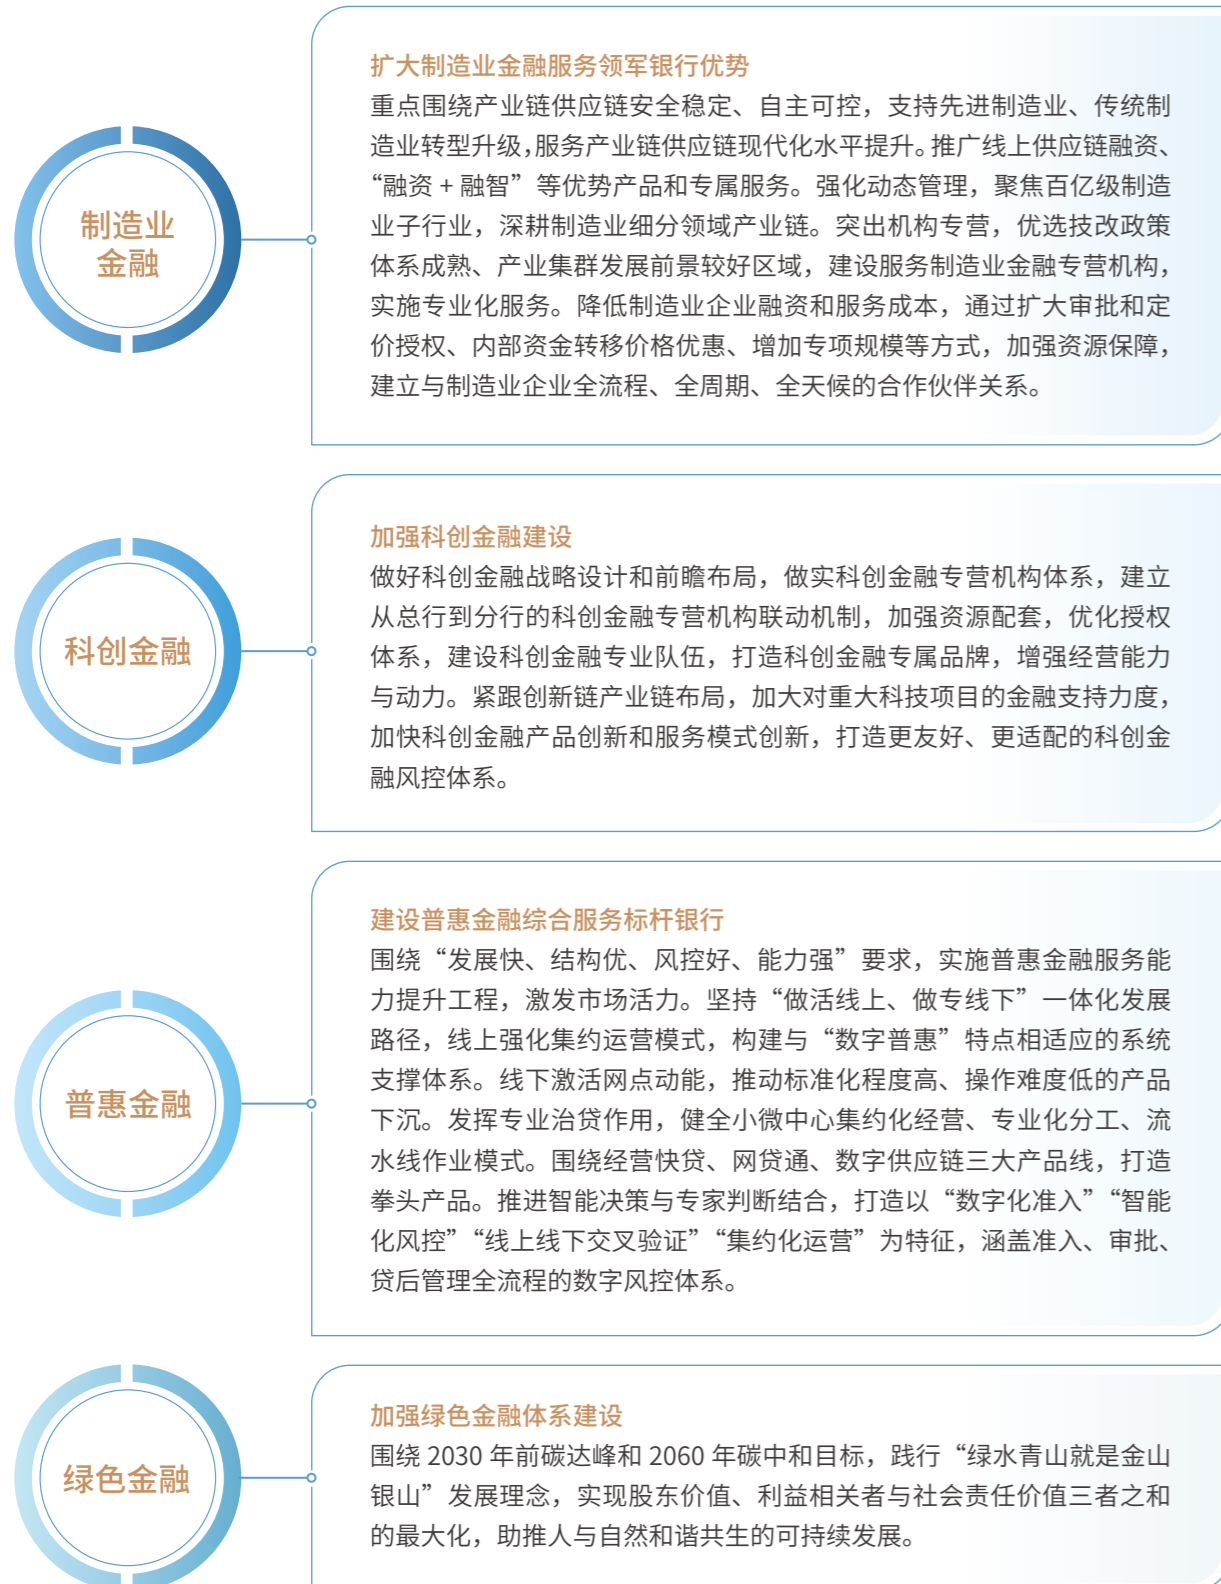 扩大制造业金融服务领军银行优势
重点围绕产业链供应链安全稳定、自主可控，支持先进制造业、传统制
造业转型升级，服务产业链供应链现代化水平提升。推广线上供应链融资、
“融资 + 融智”等优势产品和专属服务。强化动态管理，聚焦百亿级制造
业子行业，深耕制造业细分领域产业链。突出机构专营，优选技改政策
体系成熟、产业集群发展前景较好区域，建设服务制造业金融专营机构，
实施专业化服务。降低制造业企业融资和服务成本，通过扩大审批和定
价授权、内部资金转移价格优惠、增加专项规模等方式，加强资源保障，
建立与制造业企业全流程、全周期、全天候的合作伙伴关系。
制造业
金融
加强科创金融建设
做好科创金融战略设计和前瞻布局，做实科创金融专营机构体系，建立
从总行到分行的科创金融专营机构联动机制，加强资源配套，优化授权
体系，建设科创金融专业队伍，打造科创金融专属品牌，增强经营能力
与动力。紧跟创新链产业链布局，加大对重大科技项目的金融支持力度，
加快科创金融产品创新和服务模式创新，打造更友好、更适配的科创金
融风控体系。
科创金融
建设普惠金融综合服务标杆银行
围绕“发展快、结构优、风控好、能力强”要求，实施普惠金融服务能
力提升工程，激发市场活力。坚持“做活线上、做专线下”一体化发展
路径，线上强化集约运营模式，构建与“数字普惠”特点相适应的系统
支撑体系。线下激活网点动能，推动标准化程度高、操作难度低的产品
下沉。发挥专业治贷作用，健全小微中心集约化经营、专业化分工、流
水线作业模式。围绕经营快贷、网贷通、数字供应链三大产品线，打造
拳头产品。推进智能决策与专家判断结合，打造以“数字化准入”“智能
化风控”“线上线下交叉验证”“集约化运营”为特征，涵盖准入、审批、
贷后管理全流程的数字风控体系。
普惠金融
加强绿色金融体系建设
围绕 2030 年前碳达峰和 2060 年碳中和目标，践行“绿水青山就是金山
银山”发展理念，实现股东价值、利益相关者与社会责任价值三者之和
的最大化，助推人与自然和谐共生的可持续发展。
绿色金融